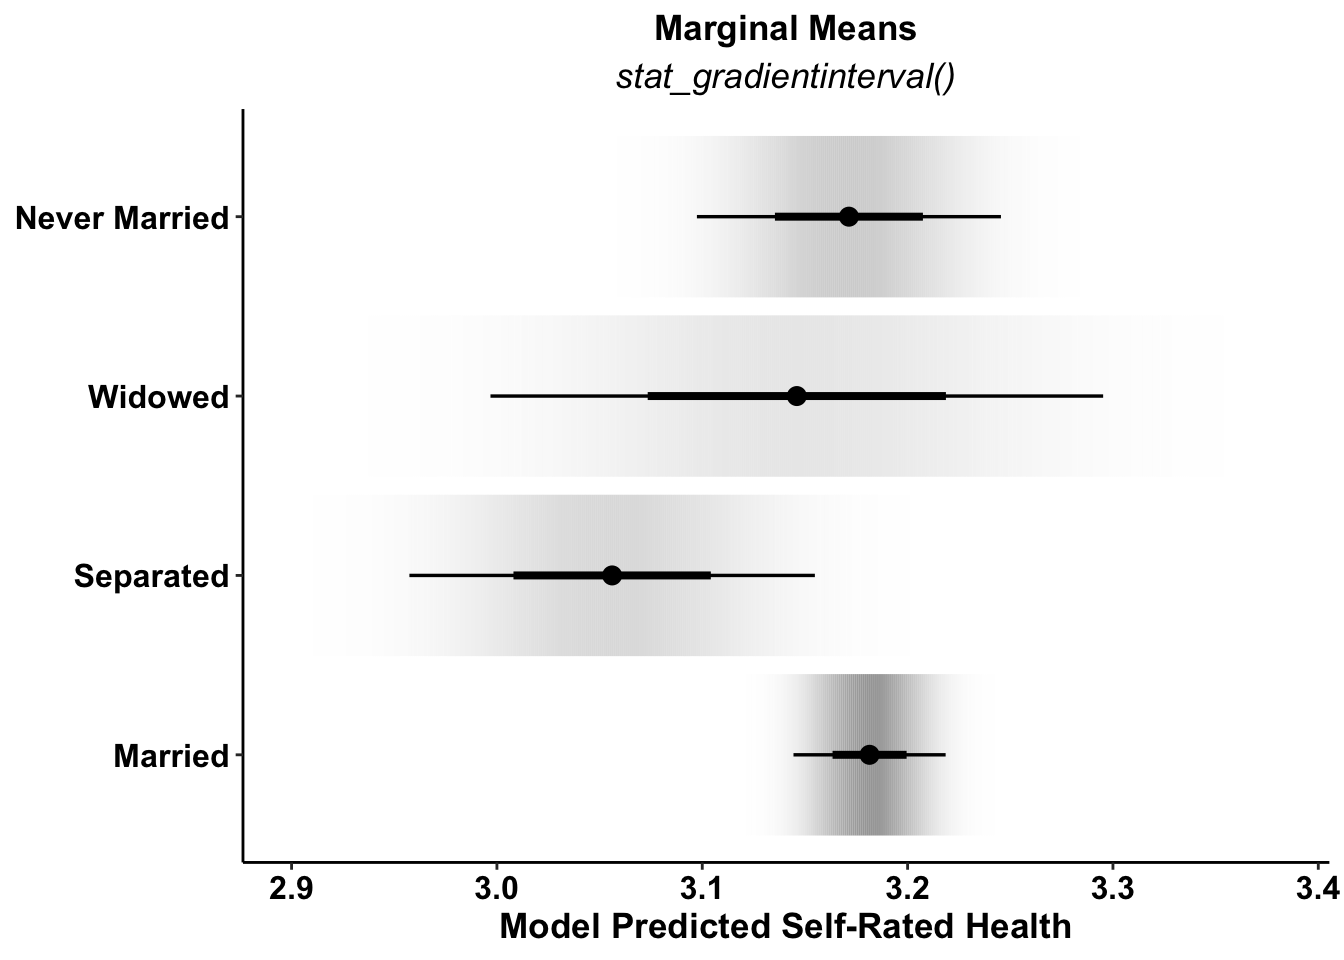 Marginal Means
stat_gradientinterval()
Never Married
Widowed
Separated
Married
2.9 3.0 3.1 3.2 3.3 3.4
Model Predicted Self-Rated Health